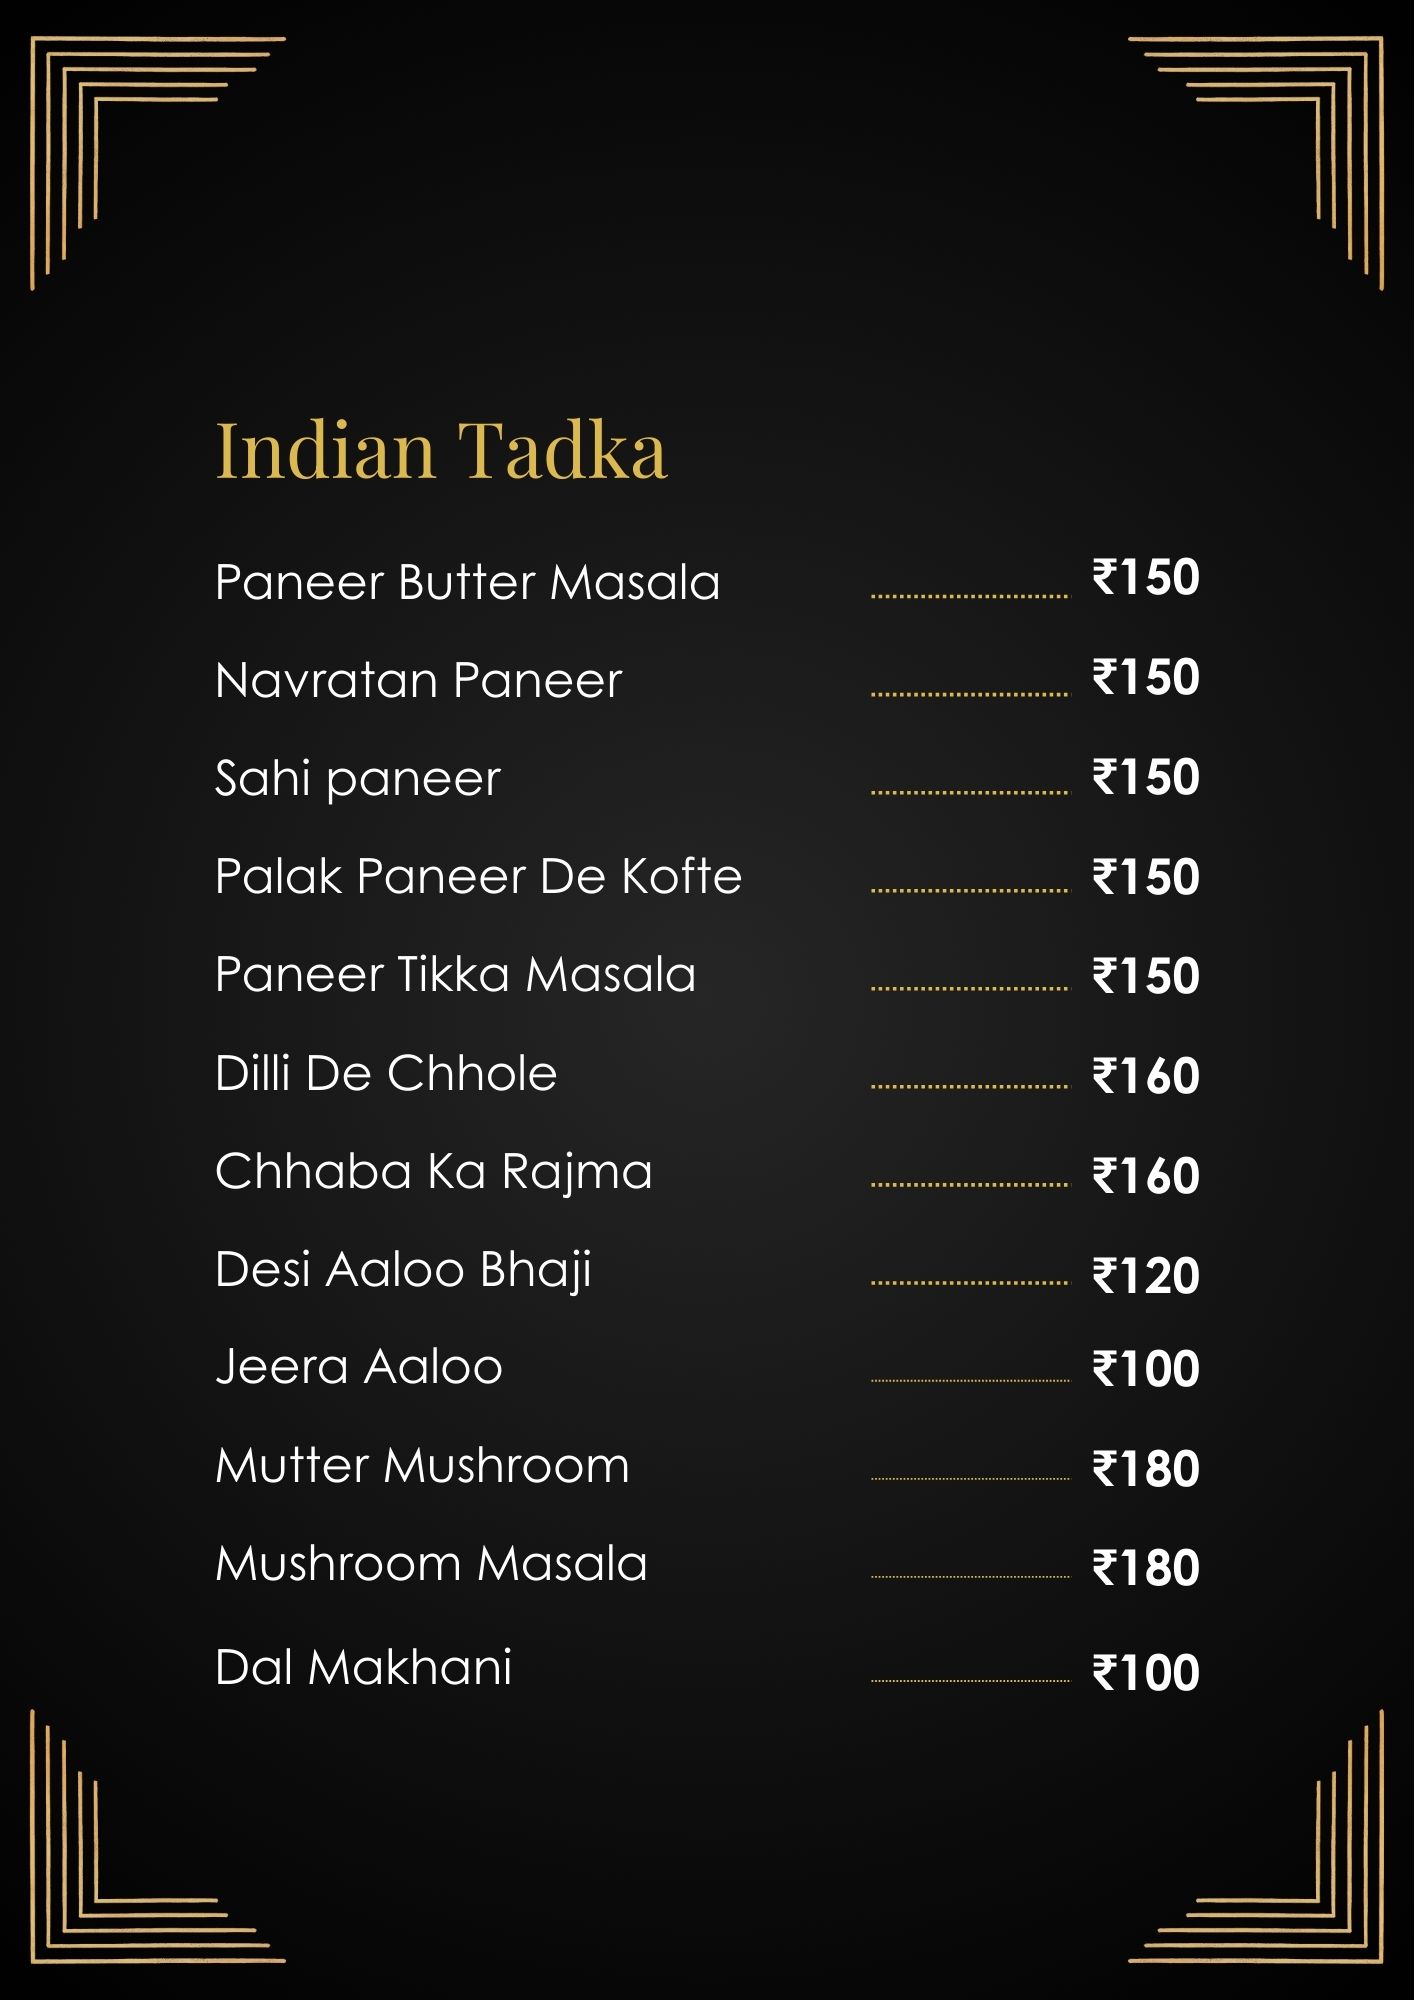 Indian Tadka
Paneer Butter Masala ₹150
Navratan Paneer ₹150
Sahi paneer ₹150
Palak Paneer De Kofte ₹150
Paneer Tikka Masala ₹150
Dilli De Chhole ₹160
Chhaba Ka Rajma ₹160
Desi Aaloo Bhaji ₹120
Jeera Aaloo ₹100
Mutter Mushroom ₹180
Mushroom Masala ₹180
Dal Makhani ₹100